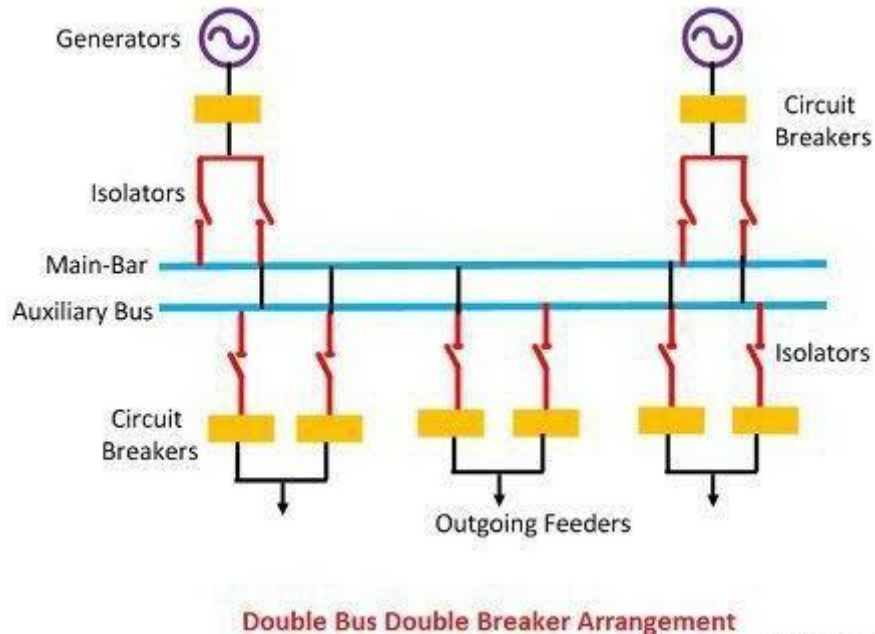 Generators
Circuit
Breakers
Isolators
Main-Bar
Auxiliary Bus
Isolators
Circuit
Breakers
Outgoing Feeders
Double Bus Double Breaker Arrangement